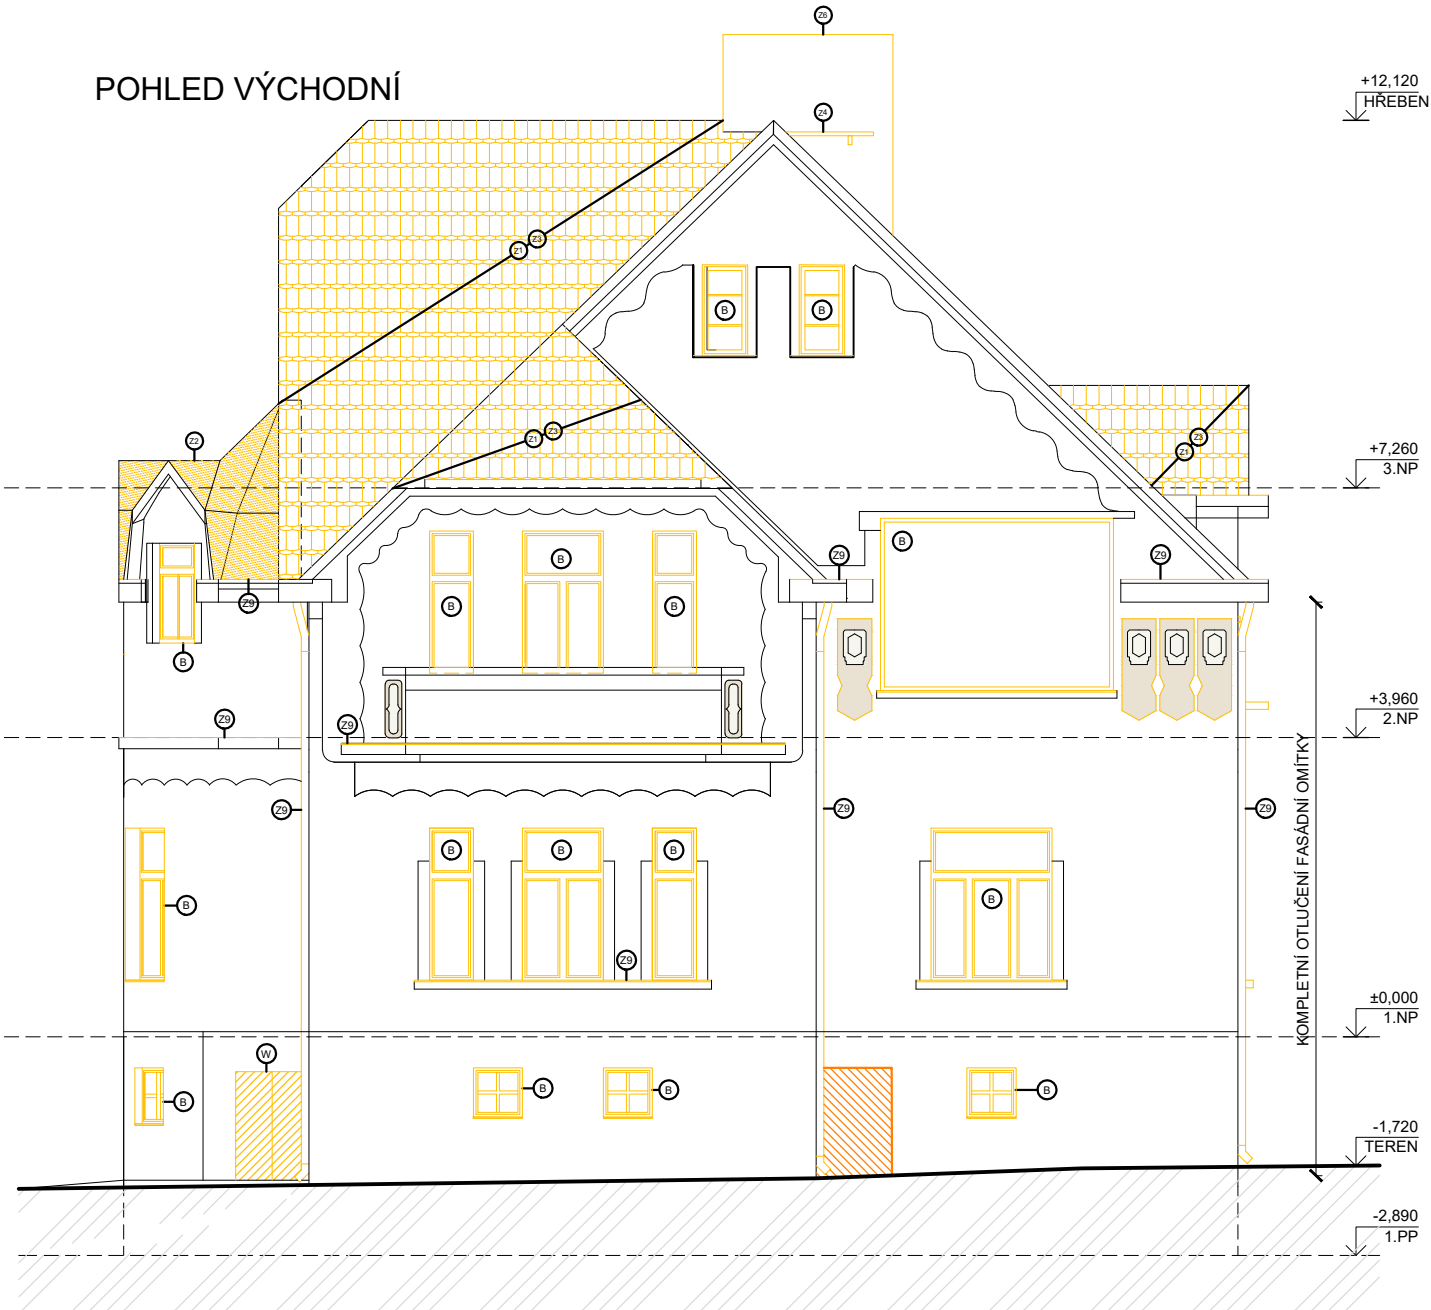 Z6
POHLED VÝCHODNÍ
+12,120
HŘEBEN
Z4
Z1 Z3
B B
Z1 Z3
Z3
Z1
Z2
+7,260
3.NP
B
B
Z9
Z9
B
B
Z9
B
+3,960
2.NP
Z9
Z9
KOMPLETNÍ OTLUČENÍ FASÁDNÍ OMÍTKY
Z9
Z9
Z9
B
B
B
B
B
Z9
±0,000
1.NP
W
B
B
B
B
-1,720
TEREN
-2,890
1.PP